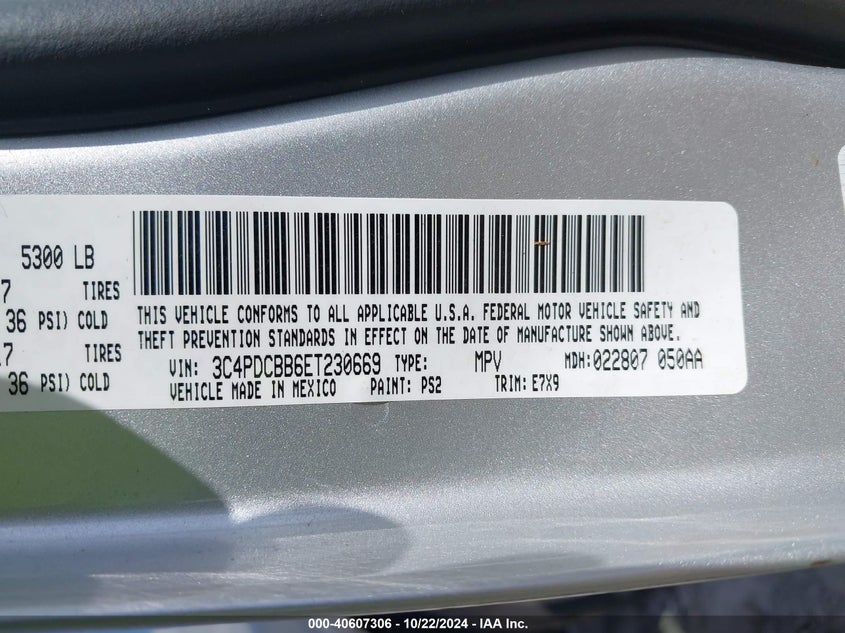 5300 LB
7 TIRES
36 PSI) COLD
17 TIRES
36 PSI) COLD
THIS VEHICLE CONFORMS TO ALL APPLICABLE U.S.A. FEDERAL MOTOR VEHICLE SAFETY AND
THEFT PREVENTION STANDARDS IN EFFECT ON THE DATE OF MANUFACTURE SHOWN ABOVE.
VIN: 3C4PDCBB6ET230669 TYPE: MPV MDH:022807 050AA
VEHICLE MADE IN MEXICO PAINT: PS2 TRIM: E7X9
000-40607306 - 10/22/2024 - IAA Inc.